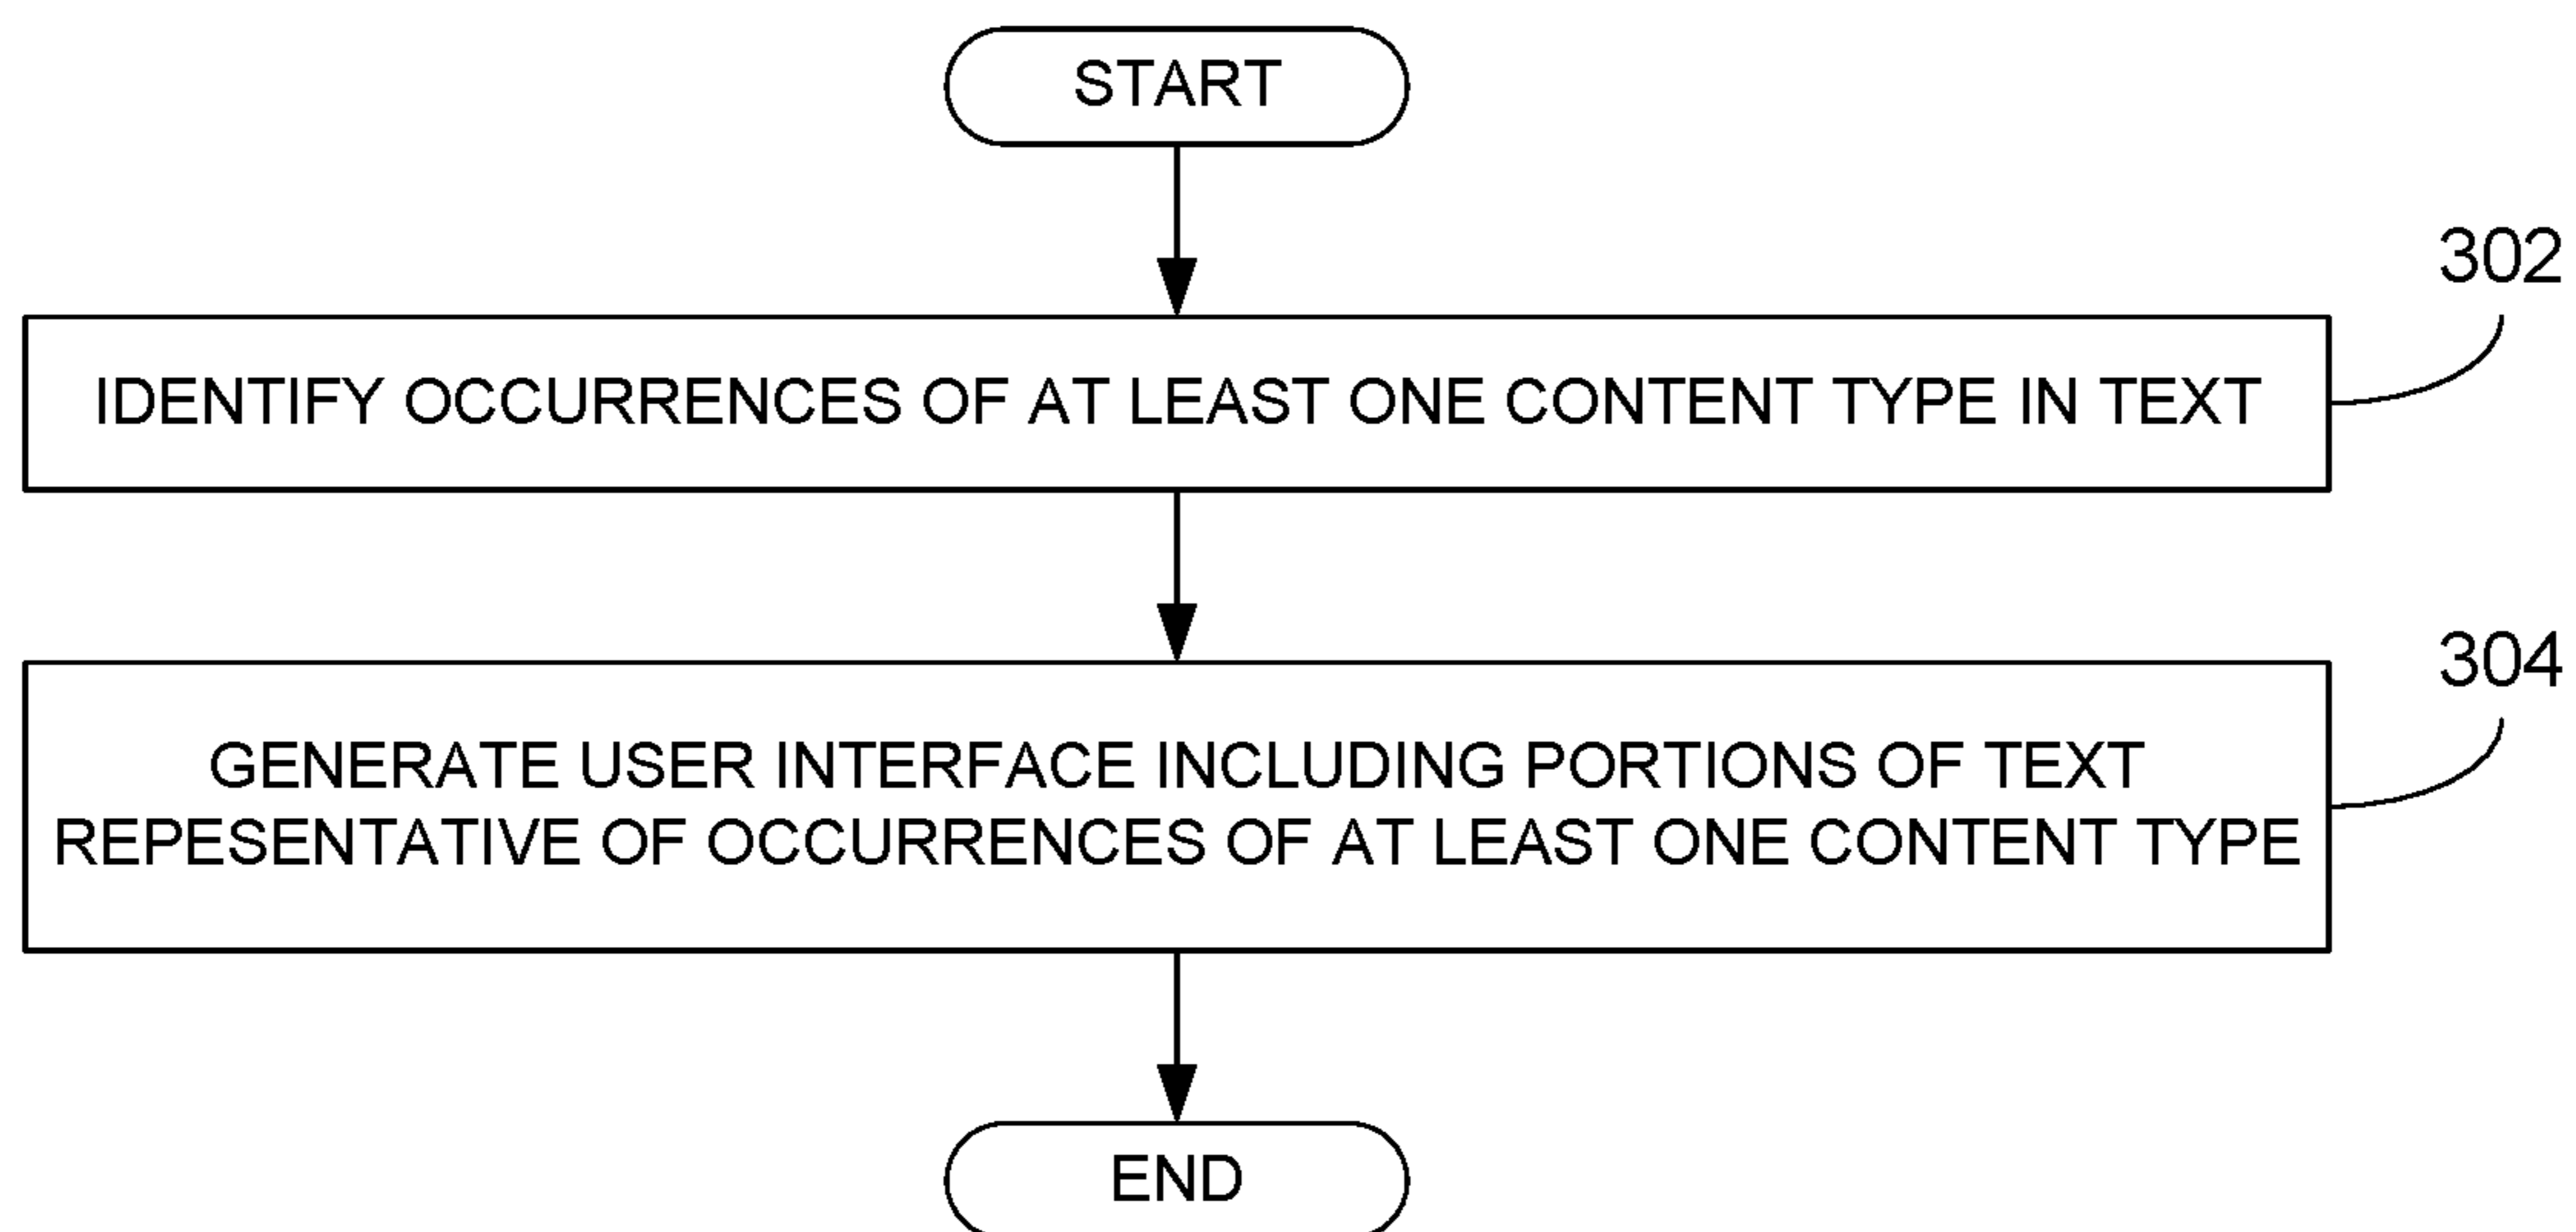 START
302
IDENTIFY OCCURRENCES OF AT LEAST ONE CONTENT TYPE IN TEXT
304
GENERATE USER INTERFACE INCLUDING PORTIONS OF TEXT
REPESENTATIVE OF OCCURRENCES OF AT LEAST ONE CONTENT TYPE
END